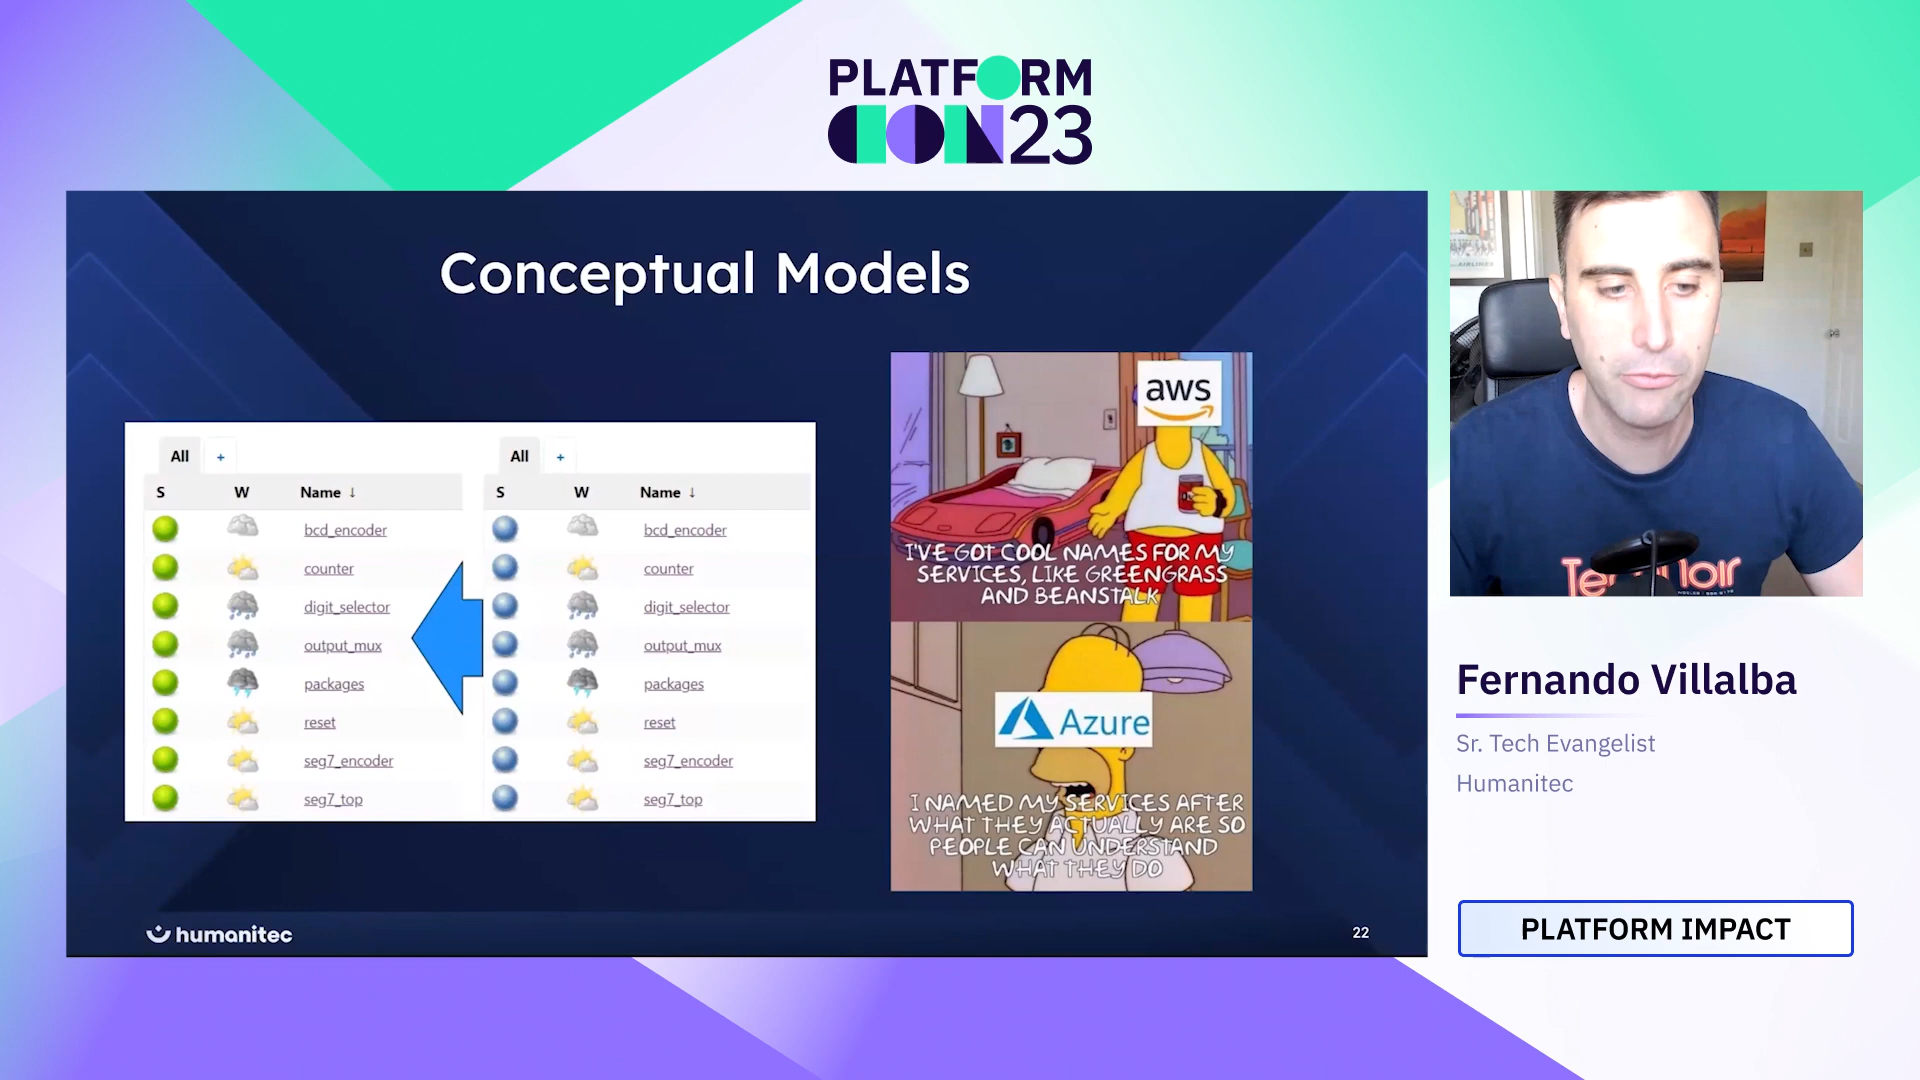 PLATFORM
CON23
Conceptual Models
All +
S W Name ↓
bcd_encoder
counter
digit_selector
output_mux
packages
reset
seg7_encoder
seg7_top
All +
S W Name ↓
bcd_encoder
counter
digit_selector
output_mux
packages
reset
seg7_encoder
seg7_top
aws
I'VE GOT COOL NAMES FOR MY
SERVICES, LIKE GREENGRASS
AND BEANSTALK
Azure
I NAMED MY SERVICES AFTER
WHAT THEY ACTUALLY ARE SO
PEOPLE CAN UNDERSTAND
WHAT THEY DO
humanitec
22
AIRLINES
Fernando Villalba
Sr. Tech Evangelist
Humanitec
PLATFORM IMPACT